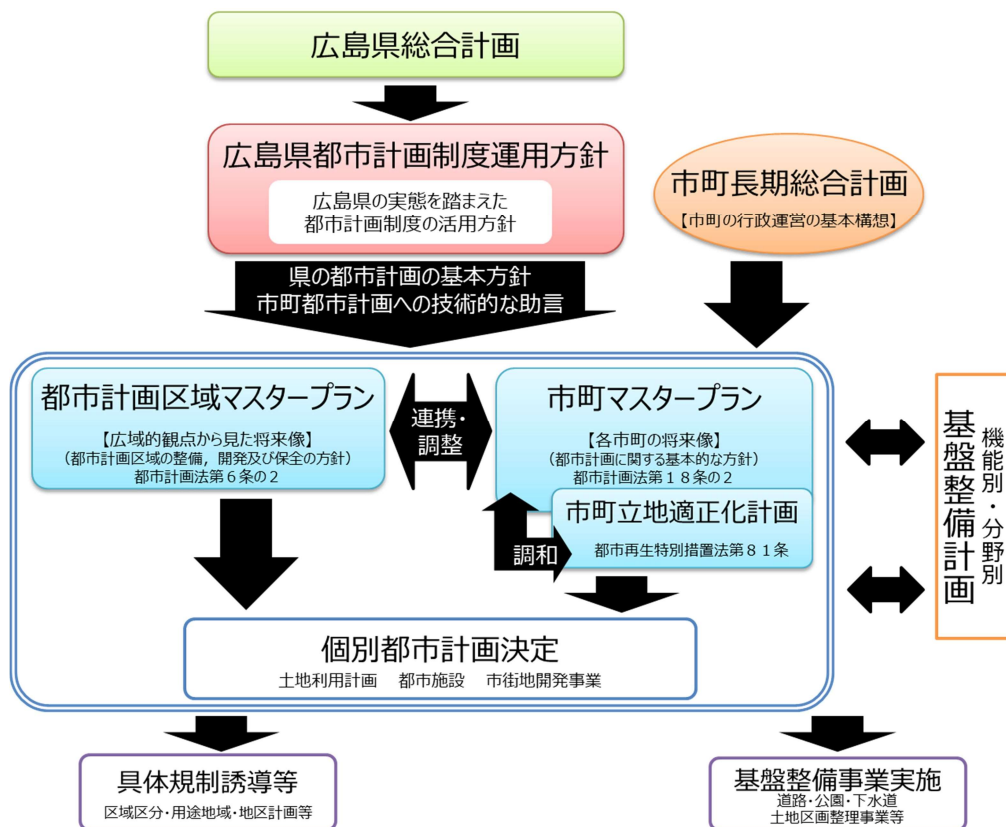 広島県総合計画
広島県都市計画制度運用方針
広島県の実態を踏まえた
都市計画制度の活用方針
市町長期総合計画
【市町の行政運営の基本構想】
県の都市計画の基本方針
市町都市計画への技術的な助言
都市計画区域マスタープラン
【広域的観点から見た将来像】
（都市計画区域の整備，開発及び保全の方針）
都市計画法第６条の２
連携・
調整
市町マスタープラン
【各市町の将来像】
（都市計画に関する基本的な方針）
都市計画法第１８条の２
市町立地適正化計画
都市再生特別措置法第８１条
調和
機能別・分野別
基盤整備計画
個別都市計画決定
土地利用計画　都市施設　市街地開発事業
具体規制誘導等
区域区分・用途地域・地区計画等
基盤整備事業実施
道路・公園・下水道
土地区画整理事業等